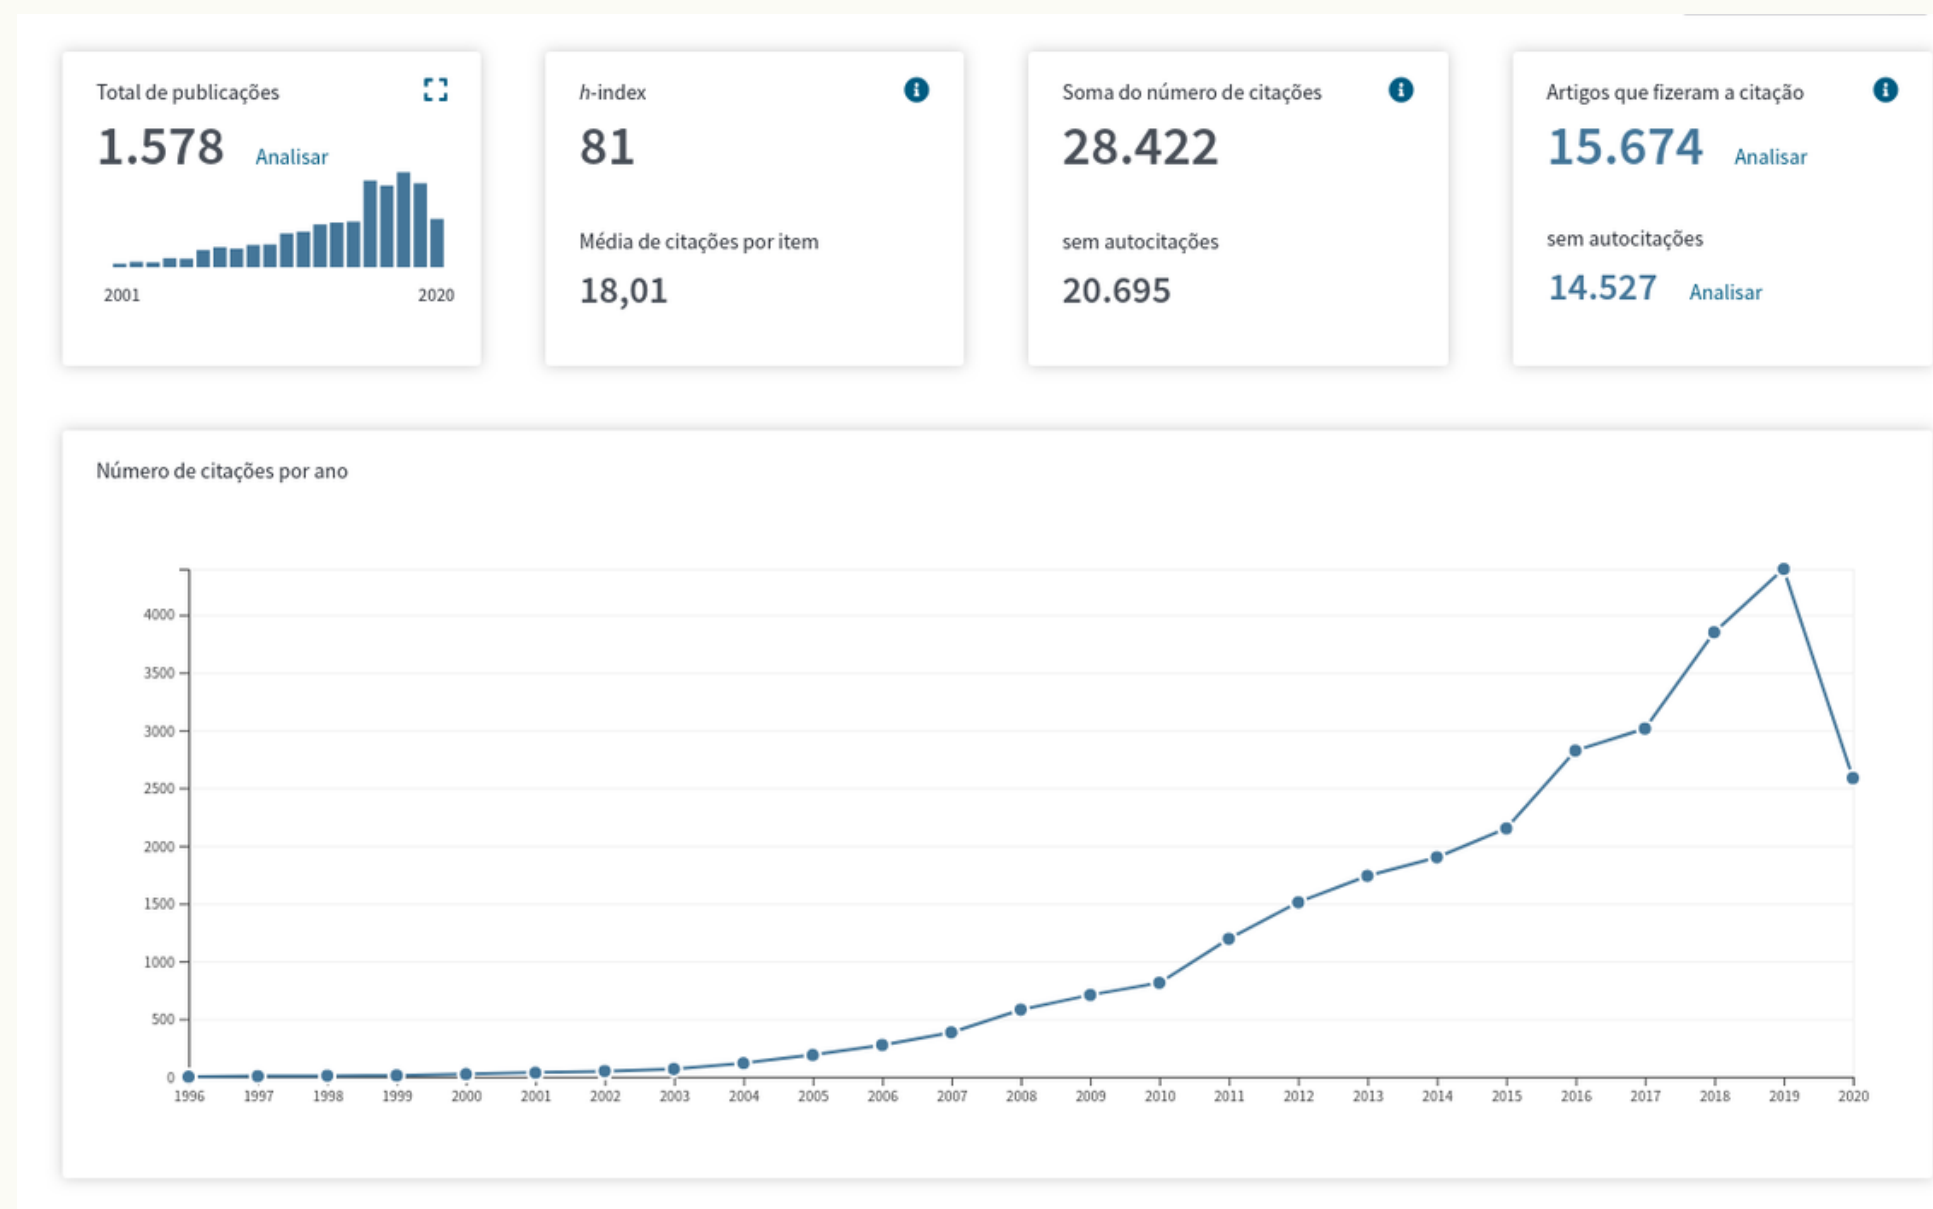 Total de publicações
1.578 Analisar
2001 2020
h-index
81
Média de citações por item
18,01
Soma do número de citações
28.422
sem autocitações
20.695
Artigos que fizeram a citação
15.674 Analisar
sem autocitações
14.527 Analisar
Número de citações por ano
4000
3500
3000
2500
2000
1500
1000
500
0
1996 1997 1998 1999 2000 2001 2002 2003 2004 2005 2006 2007 2008 2009 2010 2011 2012 2013 2014 2015 2016 2017 2018 2019 2020